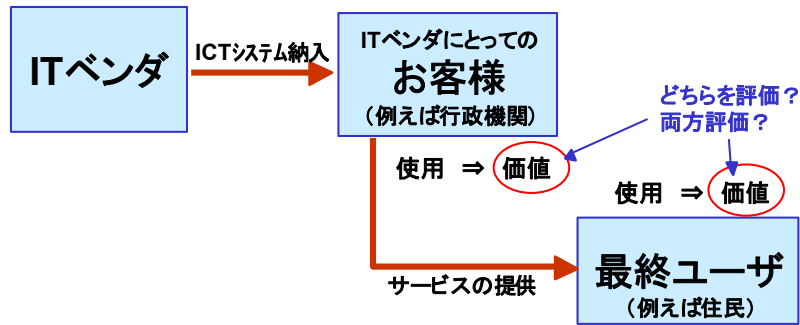 ITベンダ
ICTシステム納入
ITベンダにとっての
お客様
（例えば行政機関）
どちらを評価？
両方評価？
使用 ⇒ 価値
使用 ⇒ 価値
サービスの提供
最終ユーザ
（例えば住民）